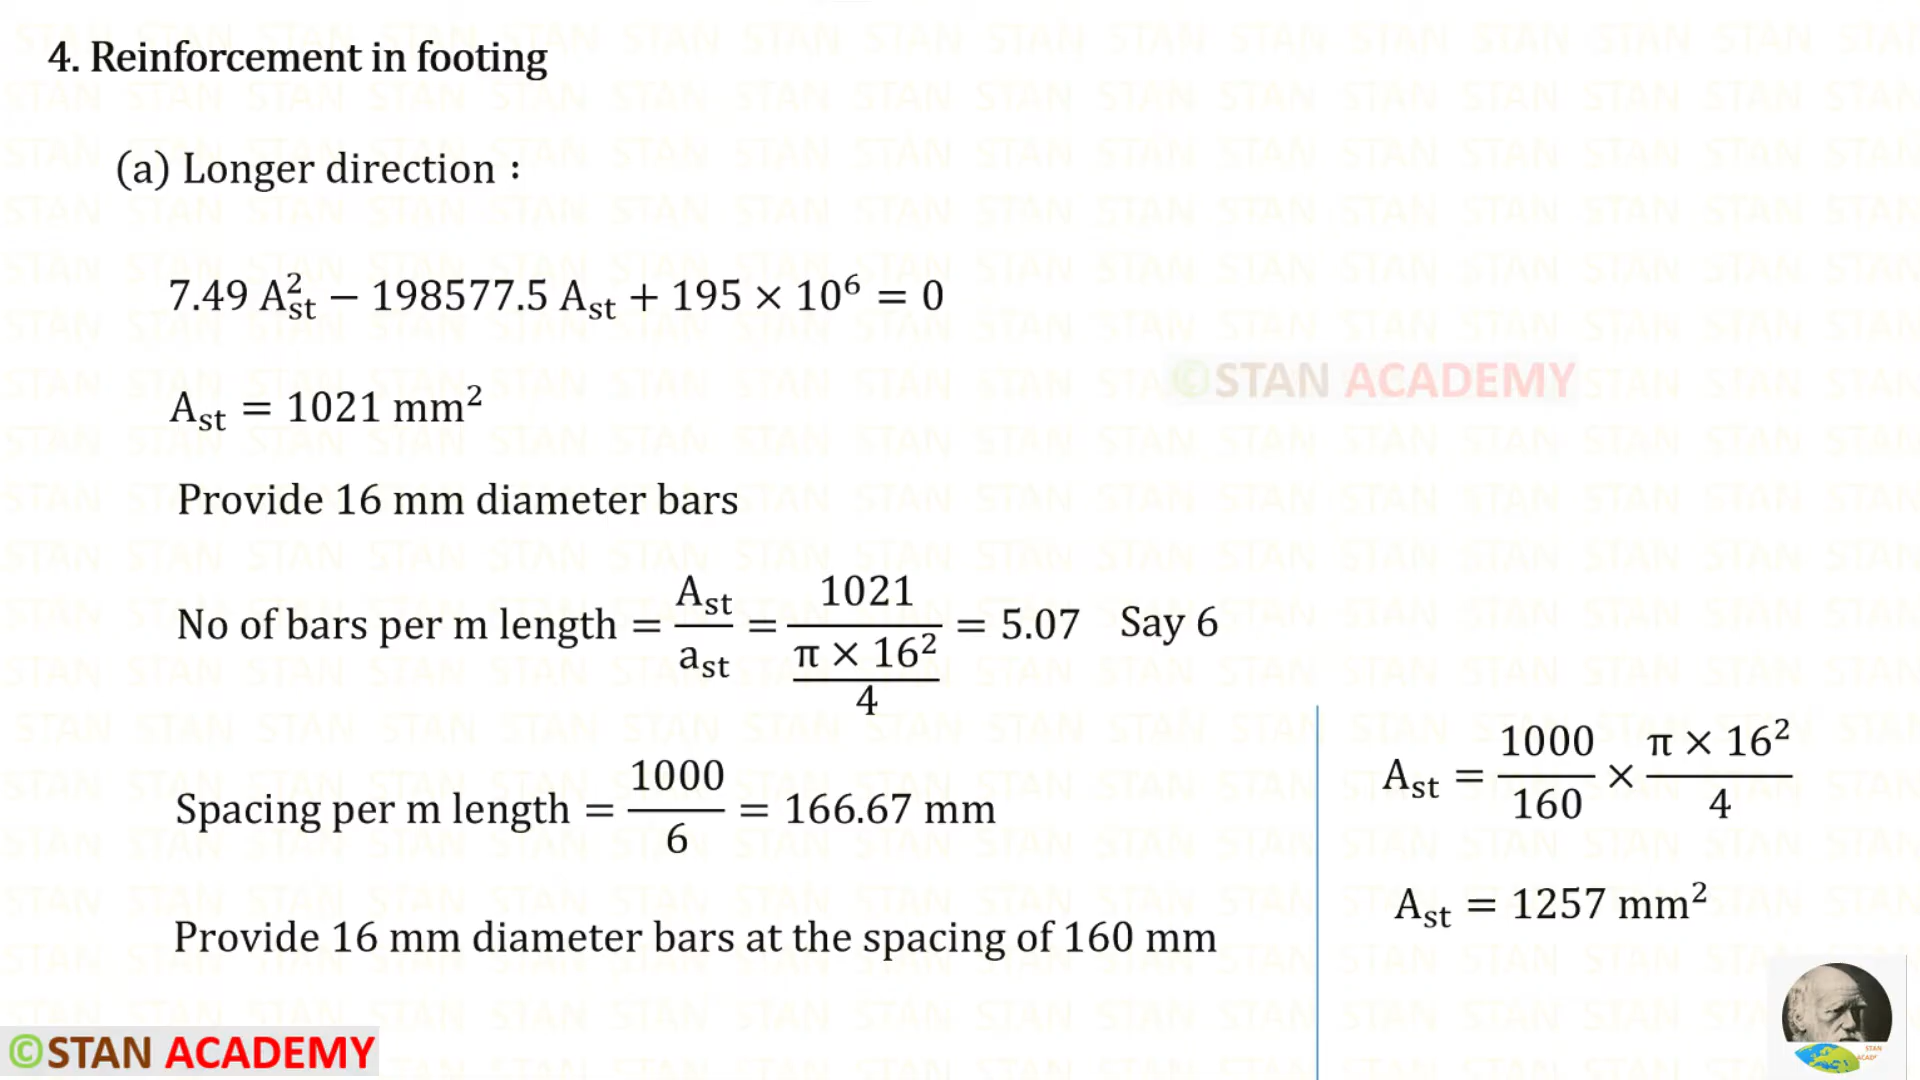 4. Reinforcement in footing
(a) Longer direction :
7.49 A²st − 198577.5 Ast + 195 × 10⁶ = 0
©STAN ACADEMY
Ast = 1021 mm²
Provide 16 mm diameter bars
No of bars per m length = Ast / ast = 1021 / (π × 16² / 4) = 5.07 Say 6
Spacing per m length = 1000 / 6 = 166.67 mm
Provide 16 mm diameter bars at the spacing of 160 mm
Ast = 1000 / 160 × π × 16² / 4
Ast = 1257 mm²
©STAN ACADEMY